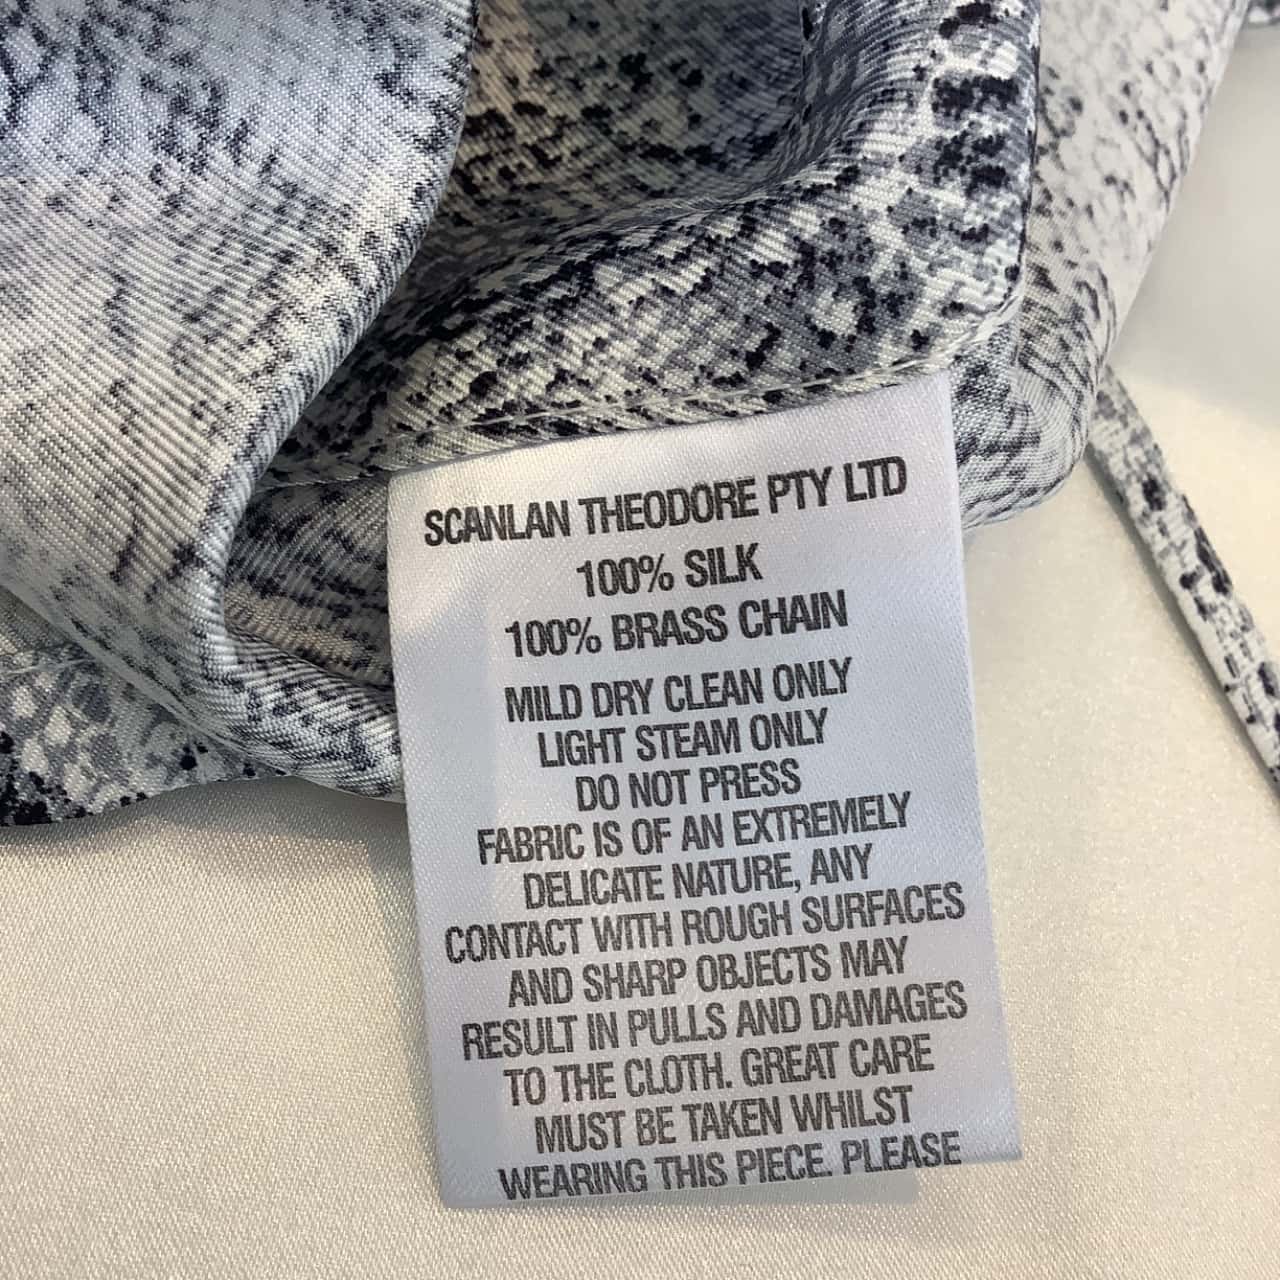 SCANLAN THEODORE PTY LTD
100% SILK
100% BRASS CHAIN
MILD DRY CLEAN ONLY
LIGHT STEAM ONLY
DO NOT PRESS
FABRIC IS OF AN EXTREMELY
DELICATE NATURE, ANY
CONTACT WITH ROUGH SURFACES
AND SHARP OBJECTS MAY
RESULT IN PULLS AND DAMAGES
TO THE CLOTH. GREAT CARE
MUST BE TAKEN WHILST
WEARING THIS PIECE. PLEASE